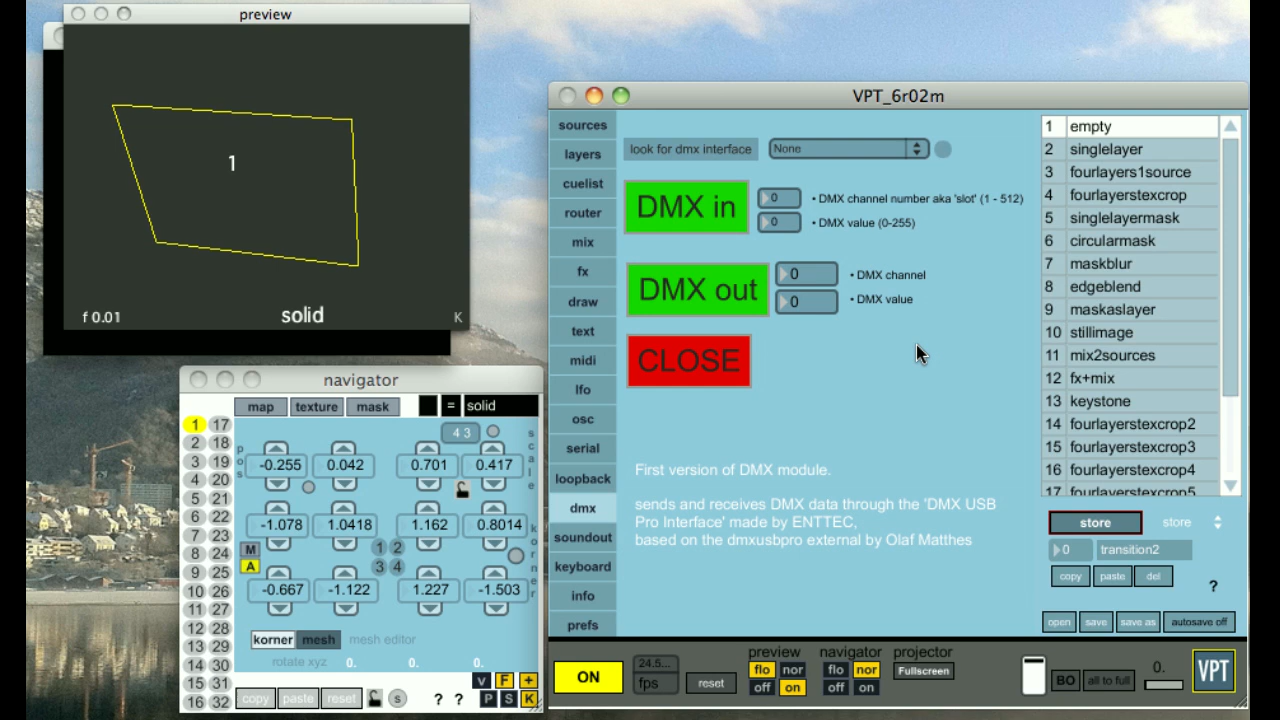 preview
1
f 0.01
solid
K
navigator
map
texture
mask
=
solid
1 17
2 18
3 19
4 20
5 21
6 22
7 23
8 24
9 25
10 26
11 27
12 28
13 29
14 30
15 31
16 32
pos
4 3
scale
-0.255 0.042 0.701 0.417
-1.078 1.0418 1.162 0.8014
M
A
1 2
3 4
korner
-0.667 -1.122 1.227 -1.503
korner mesh mesh editor
rotate xyz 0. 0. 0.
copy paste reset s ? ?
V F +
P S K
VPT_6r02m
sources
layers
cuelist
router
mix
fx
draw
text
midi
lfo
osc
serial
loopback
dmx
soundout
keyboard
info
prefs
look for dmx interface None
DMX in
0 • DMX channel number aka 'slot' (1 - 512)
0 • DMX value (0-255)
DMX out
0 • DMX channel
0 • DMX value
CLOSE
First version of DMX module.
sends and receives DMX data through the 'DMX USB
Pro Interface' made by ENTTEC,
based on the dmxusbpro external by Olaf Matthes
1 empty
2 singlelayer
3 fourlayers1source
4 fourlayerstexcrop
5 singlelayermask
6 circularmask
7 maskblur
8 edgeblend
9 maskaslayer
10 stillimage
11 mix2sources
12 fx+mix
13 keystone
14 fourlayerstexcrop2
15 fourlayerstexcrop3
16 fourlayerstexcrop4
17 fourlayerstexcrop5
store store
0 transition2
copy paste del
?
open save save as autosave off
ON
24.5...
fps
reset
preview
flo nor
off on
navigator
flo nor
off on
projector
Fullscreen
BO all to full
0.
VPT